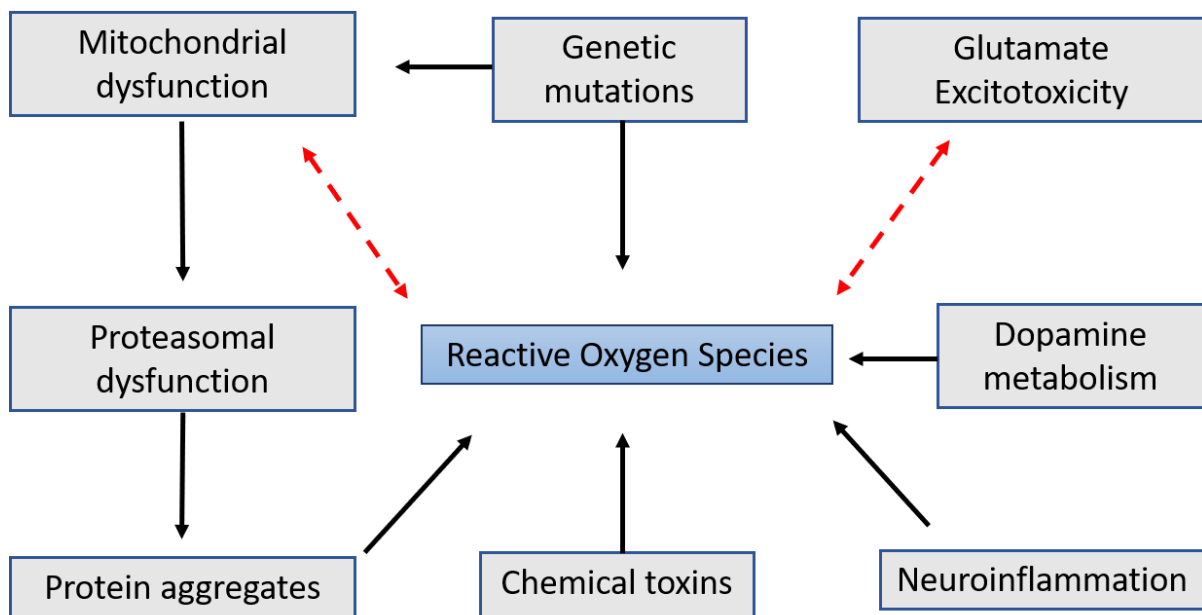 Mitochondrial
dysfunction
Genetic
mutations
Glutamate
Excitotoxicity
Proteasomal
dysfunction
Reactive Oxygen Species
Dopamine
metabolism
Protein aggregates
Chemical toxins
Neuroinflammation